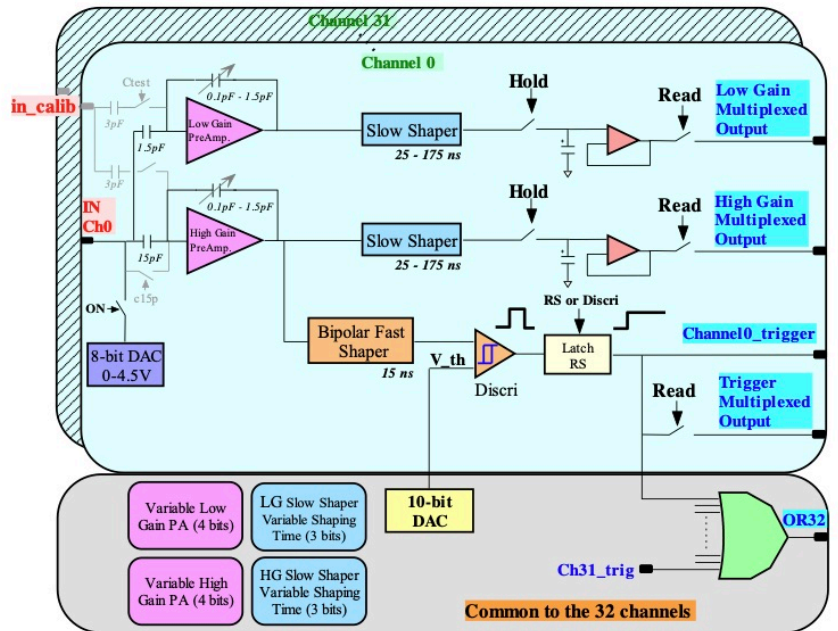 Channel 31
Channel 0
in_calib
Ctest
3pF
1.5pF
0.1pF - 1.5pF
Low Gain
PreAmp.
Slow Shaper
25 - 175 ns
Hold
Read
Low Gain
Multiplexed
Output
3pF
IN
Ch0
15pF
c15p
0.1pF - 1.5pF
High Gain
PreAmp.
Slow Shaper
25 - 175 ns
Hold
Read
High Gain
Multiplexed
Output
ON
8-bit DAC
0-4.5V
Bipolar Fast
Shaper
15 ns
V_th
Discri
RS or Discri
Latch
RS
Channel0_trigger
Read
Trigger
Multiplexed
Output
Variable Low
Gain PA (4 bits)
LG Slow Shaper
Variable Shaping
Time (3 bits)
10-bit
DAC
OR32
Variable High
Gain PA (4 bits)
HG Slow Shaper
Variable Shaping
Time (3 bits)
Ch31_trig
Common to the 32 channels